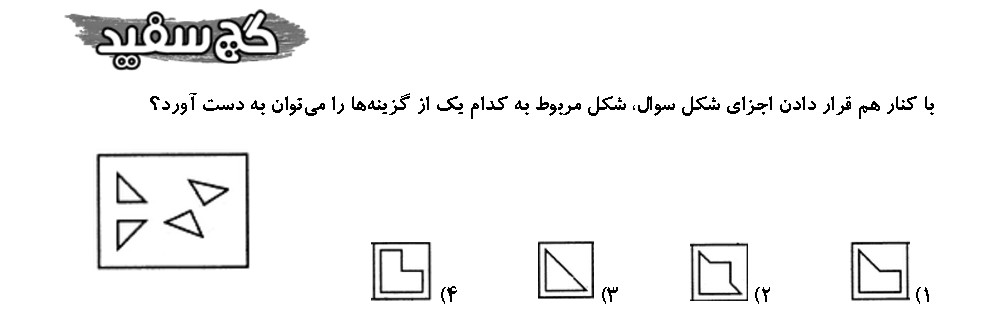 گچ سفید
با کنار هم قرار دادن اجزای شکل سوال، شکل مربوط به کدام یک از گزینه‌ها را می‌توان به دست آورد؟
۱)
۲)
۳)
۴)